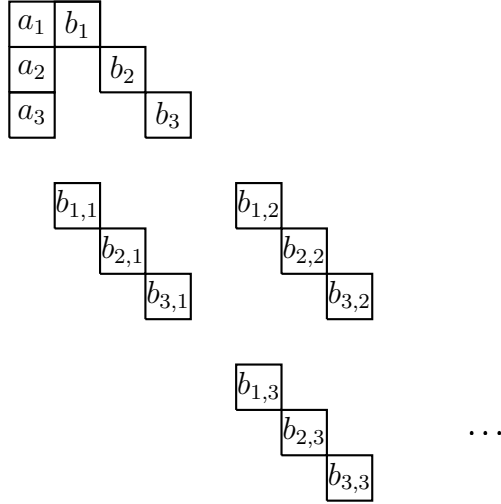 a₁ b₁
a₂ b₂
a₃ b₃
b₁,₁ b₁,₂
b₂,₁ b₂,₂
b₃,₁ b₃,₂
b₁,₃
b₂,₃ ...
b₃,₃